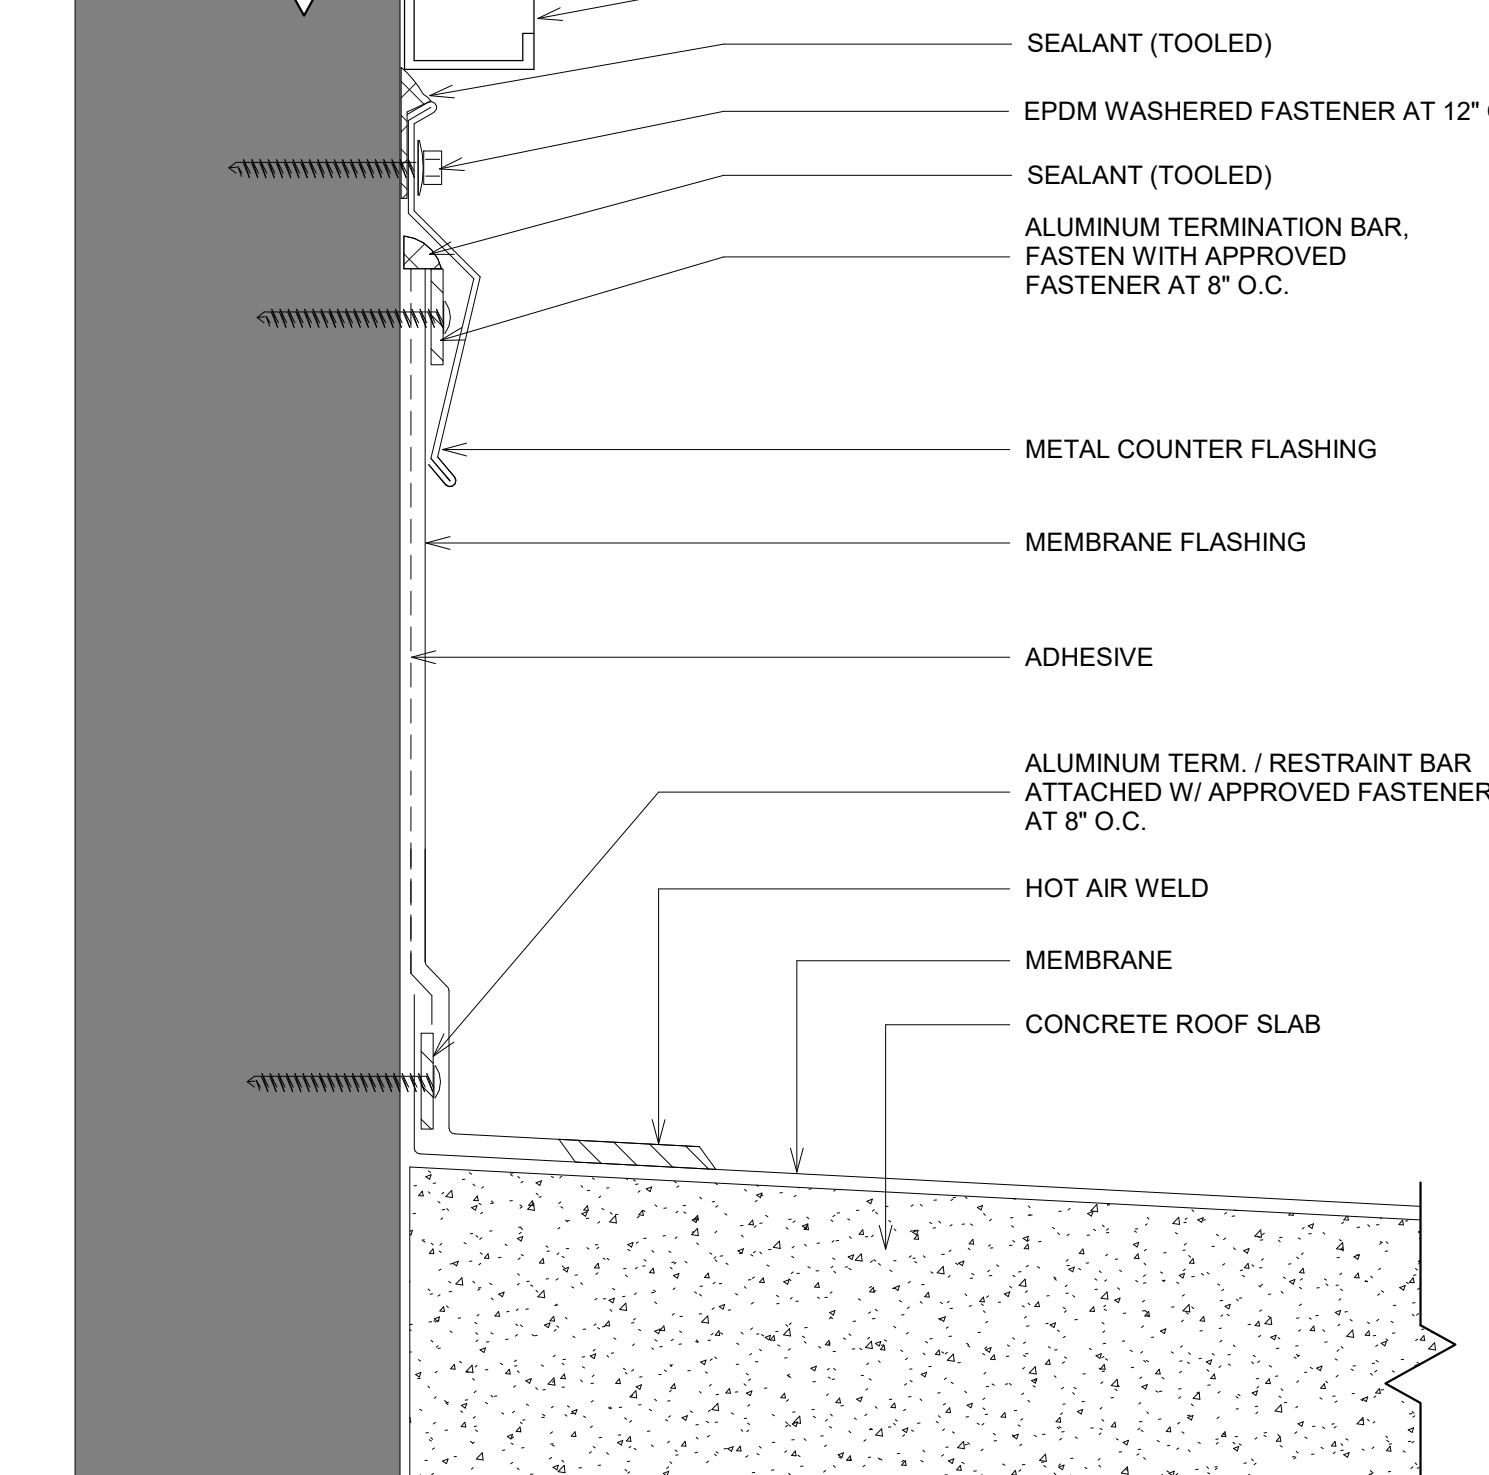 SEALANT (TOOLED)
EPDM WASHERED FASTENER AT 12"
SEALANT (TOOLED)
ALUMINUM TERMINATION BAR,
FASTEN WITH APPROVED
FASTENER AT 8" O.C.
METAL COUNTER FLASHING
MEMBRANE FLASHING
ADHESIVE
ALUMINUM TERM. / RESTRAINT BAR
ATTACHED W/ APPROVED FASTENER
AT 8" O.C.
HOT AIR WELD
MEMBRANE
CONCRETE ROOF SLAB